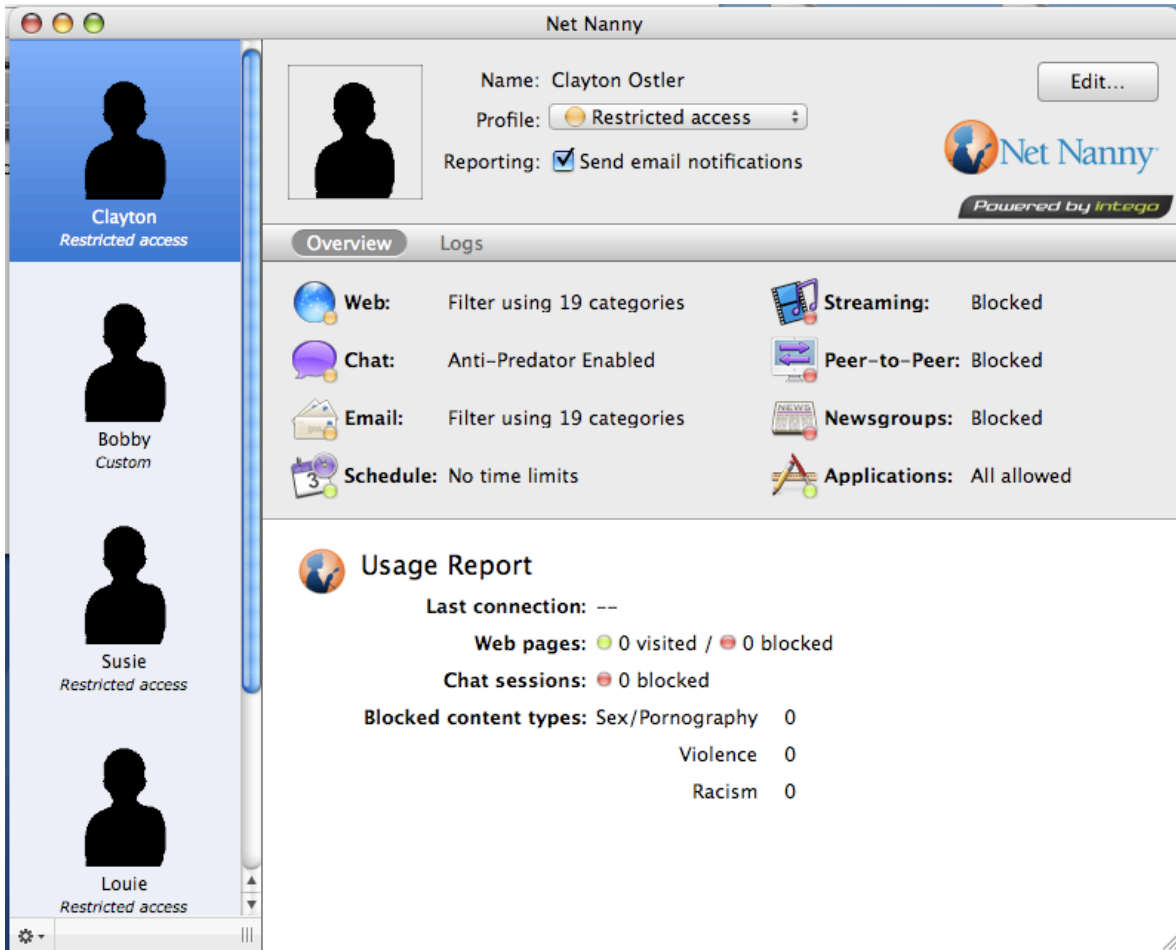 Net Nanny
Clayton
Restricted access
Bobby
Custom
Susie
Restricted access
Louie
Restricted access
Name: Clayton Ostler
Edit...
Profile: Restricted access
Reporting: Send email notifications
Net Nanny
Powered by intego
Overview Logs
Web: Filter using 19 categories Streaming: Blocked
Chat: Anti-Predator Enabled Peer-to-Peer: Blocked
Email: Filter using 19 categories NEWS Newsgroups: Blocked
3 Schedule: No time limits Applications: All allowed
Usage Report
Last connection: --
Web pages: 0 visited / 0 blocked
Chat sessions: 0 blocked
Blocked content types: Sex/Pornography 0
Violence 0
Racism 0